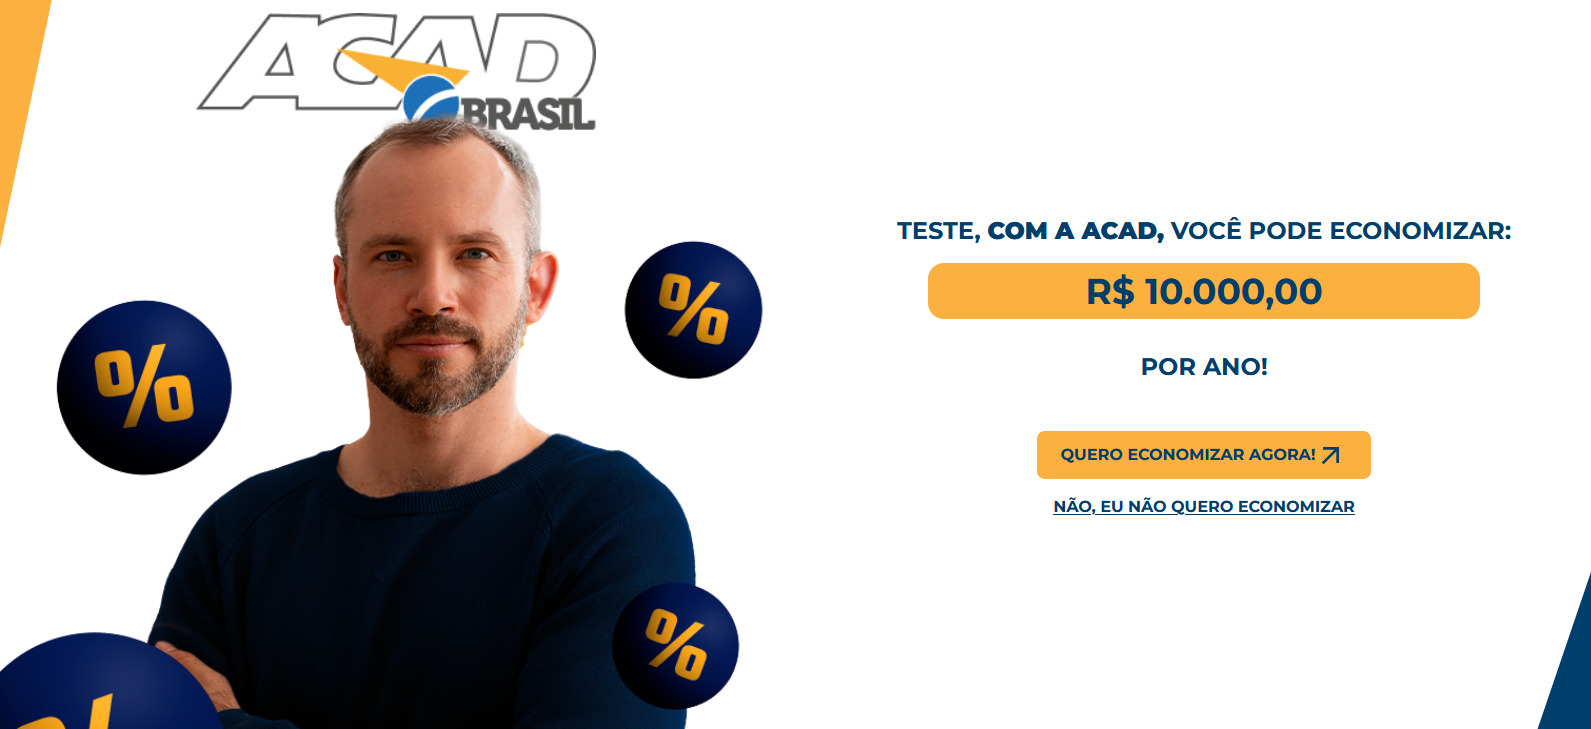 ACAD
BRASIL
TESTE, COM A ACAD, VOCÊ PODE ECONOMIZAR:
R$ 10.000,00
POR ANO!
QUERO ECONOMIZAR AGORA!
NÃO, EU NÃO QUERO ECONOMIZAR
%
%
%
%